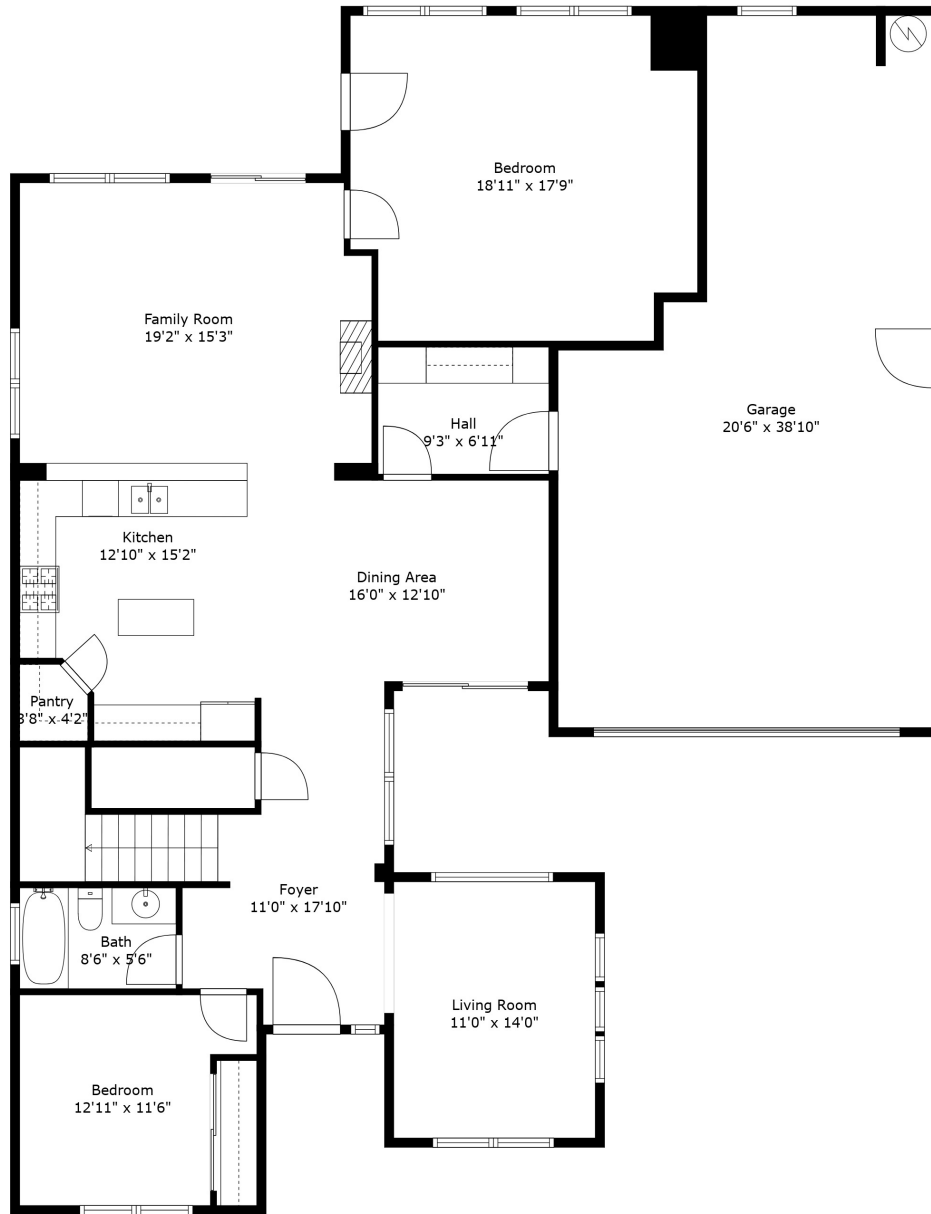 Bedroom
18'11" x 17'9"
Family Room
19'2" x 15'3"
Hall
9'3" x 6'11"
Garage
20'6" x 38'10"
Kitchen
12'10" x 15'2"
Dining Area
16'0" x 12'10"
Pantry
3'8" x 4'2"
Foyer
11'0" x 17'10"
Bath
8'6" x 5'6"
Living Room
11'0" x 14'0"
Bedroom
12'11" x 11'6"